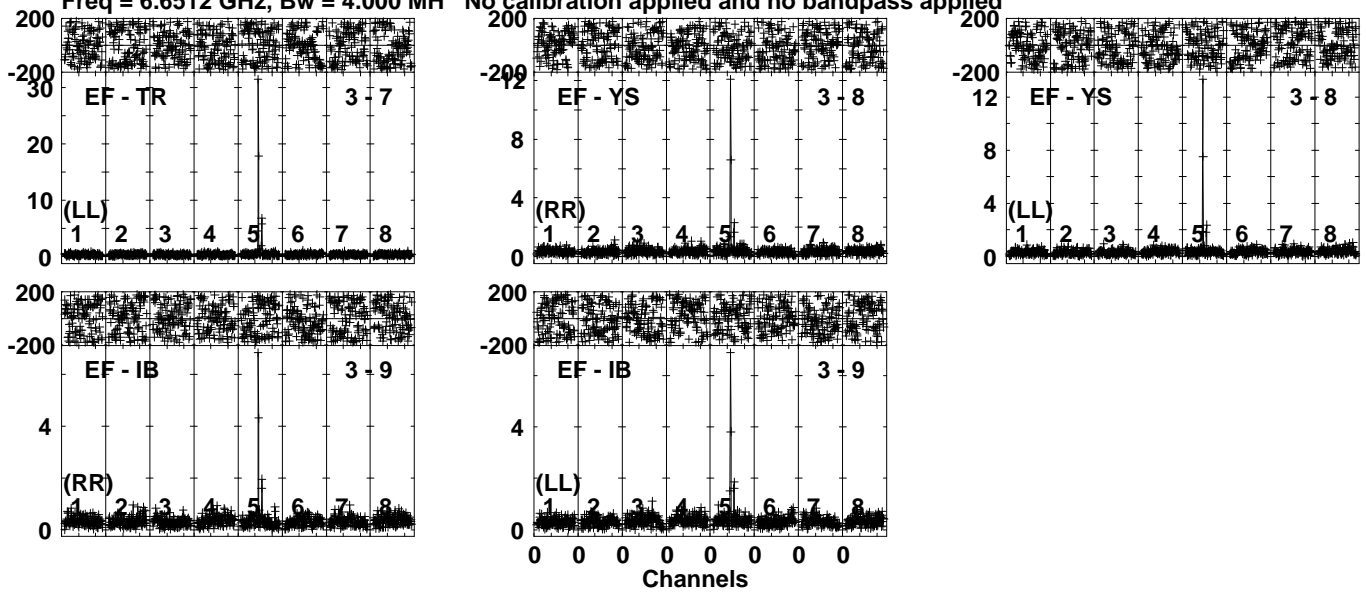 Freq = 6.6512 GHz, Bw = 4.000 MH No calibration applied and no bandpass applied
200
-200
30
20
10
0
EF - TR 3 - 7
(LL)
1 2 3 4 5 6 7 8
200
-200
12
8
4
0
EF - YS 3 - 8
(RR)
1 2 3 4 5 6 7 8
200
-200
12
8
4
0
EF - YS 3 - 8
(LL)
1 2 3 4 5 6 7 8
200
-200
4
0
EF - IB 3 - 9
(RR)
1 2 3 4 5 6 7 8
200
-200
4
0
EF - IB 3 - 9
(LL)
1 2 3 4 5 6 7 8
0 0 0 0 0 0 0 0
Channels